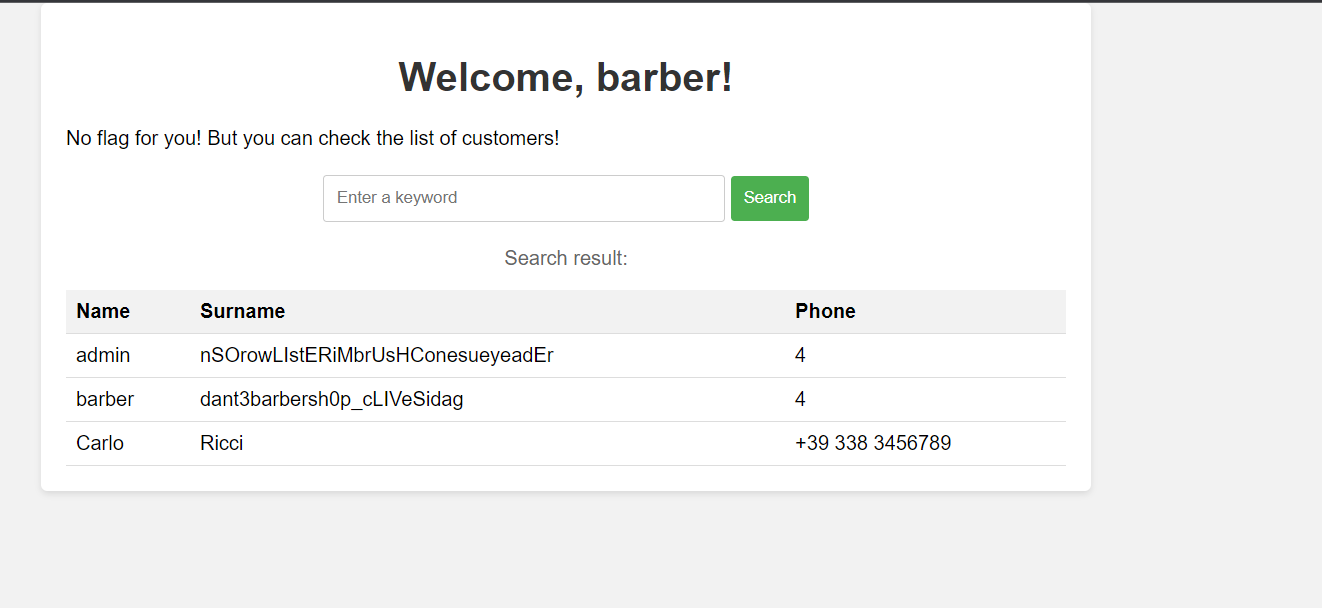 Welcome, barber!
No flag for you! But you can check the list of customers!
Enter a keyword Search
Search result:
Name Surname Phone
admin nSOrowLIstERiMbrUsHConesueyeadEr 4
barber dant3barbersh0p_cLIVeSidag 4
Carlo Ricci +39 338 3456789